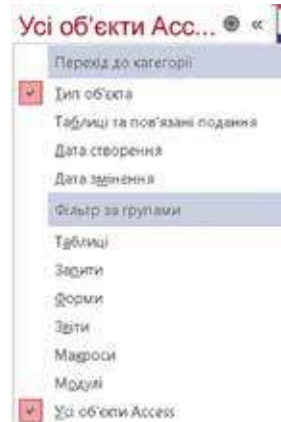 Усі об'єкти Acc... «
Перехід до категорії
Тип об'єкта
Таблиці та пов'язані подання
Дата створення
Дата змінення
Фільтр за групами
Таблиці
Запити
Форми
Звіти
Макроси
Модулі
Усі об'єкти Access